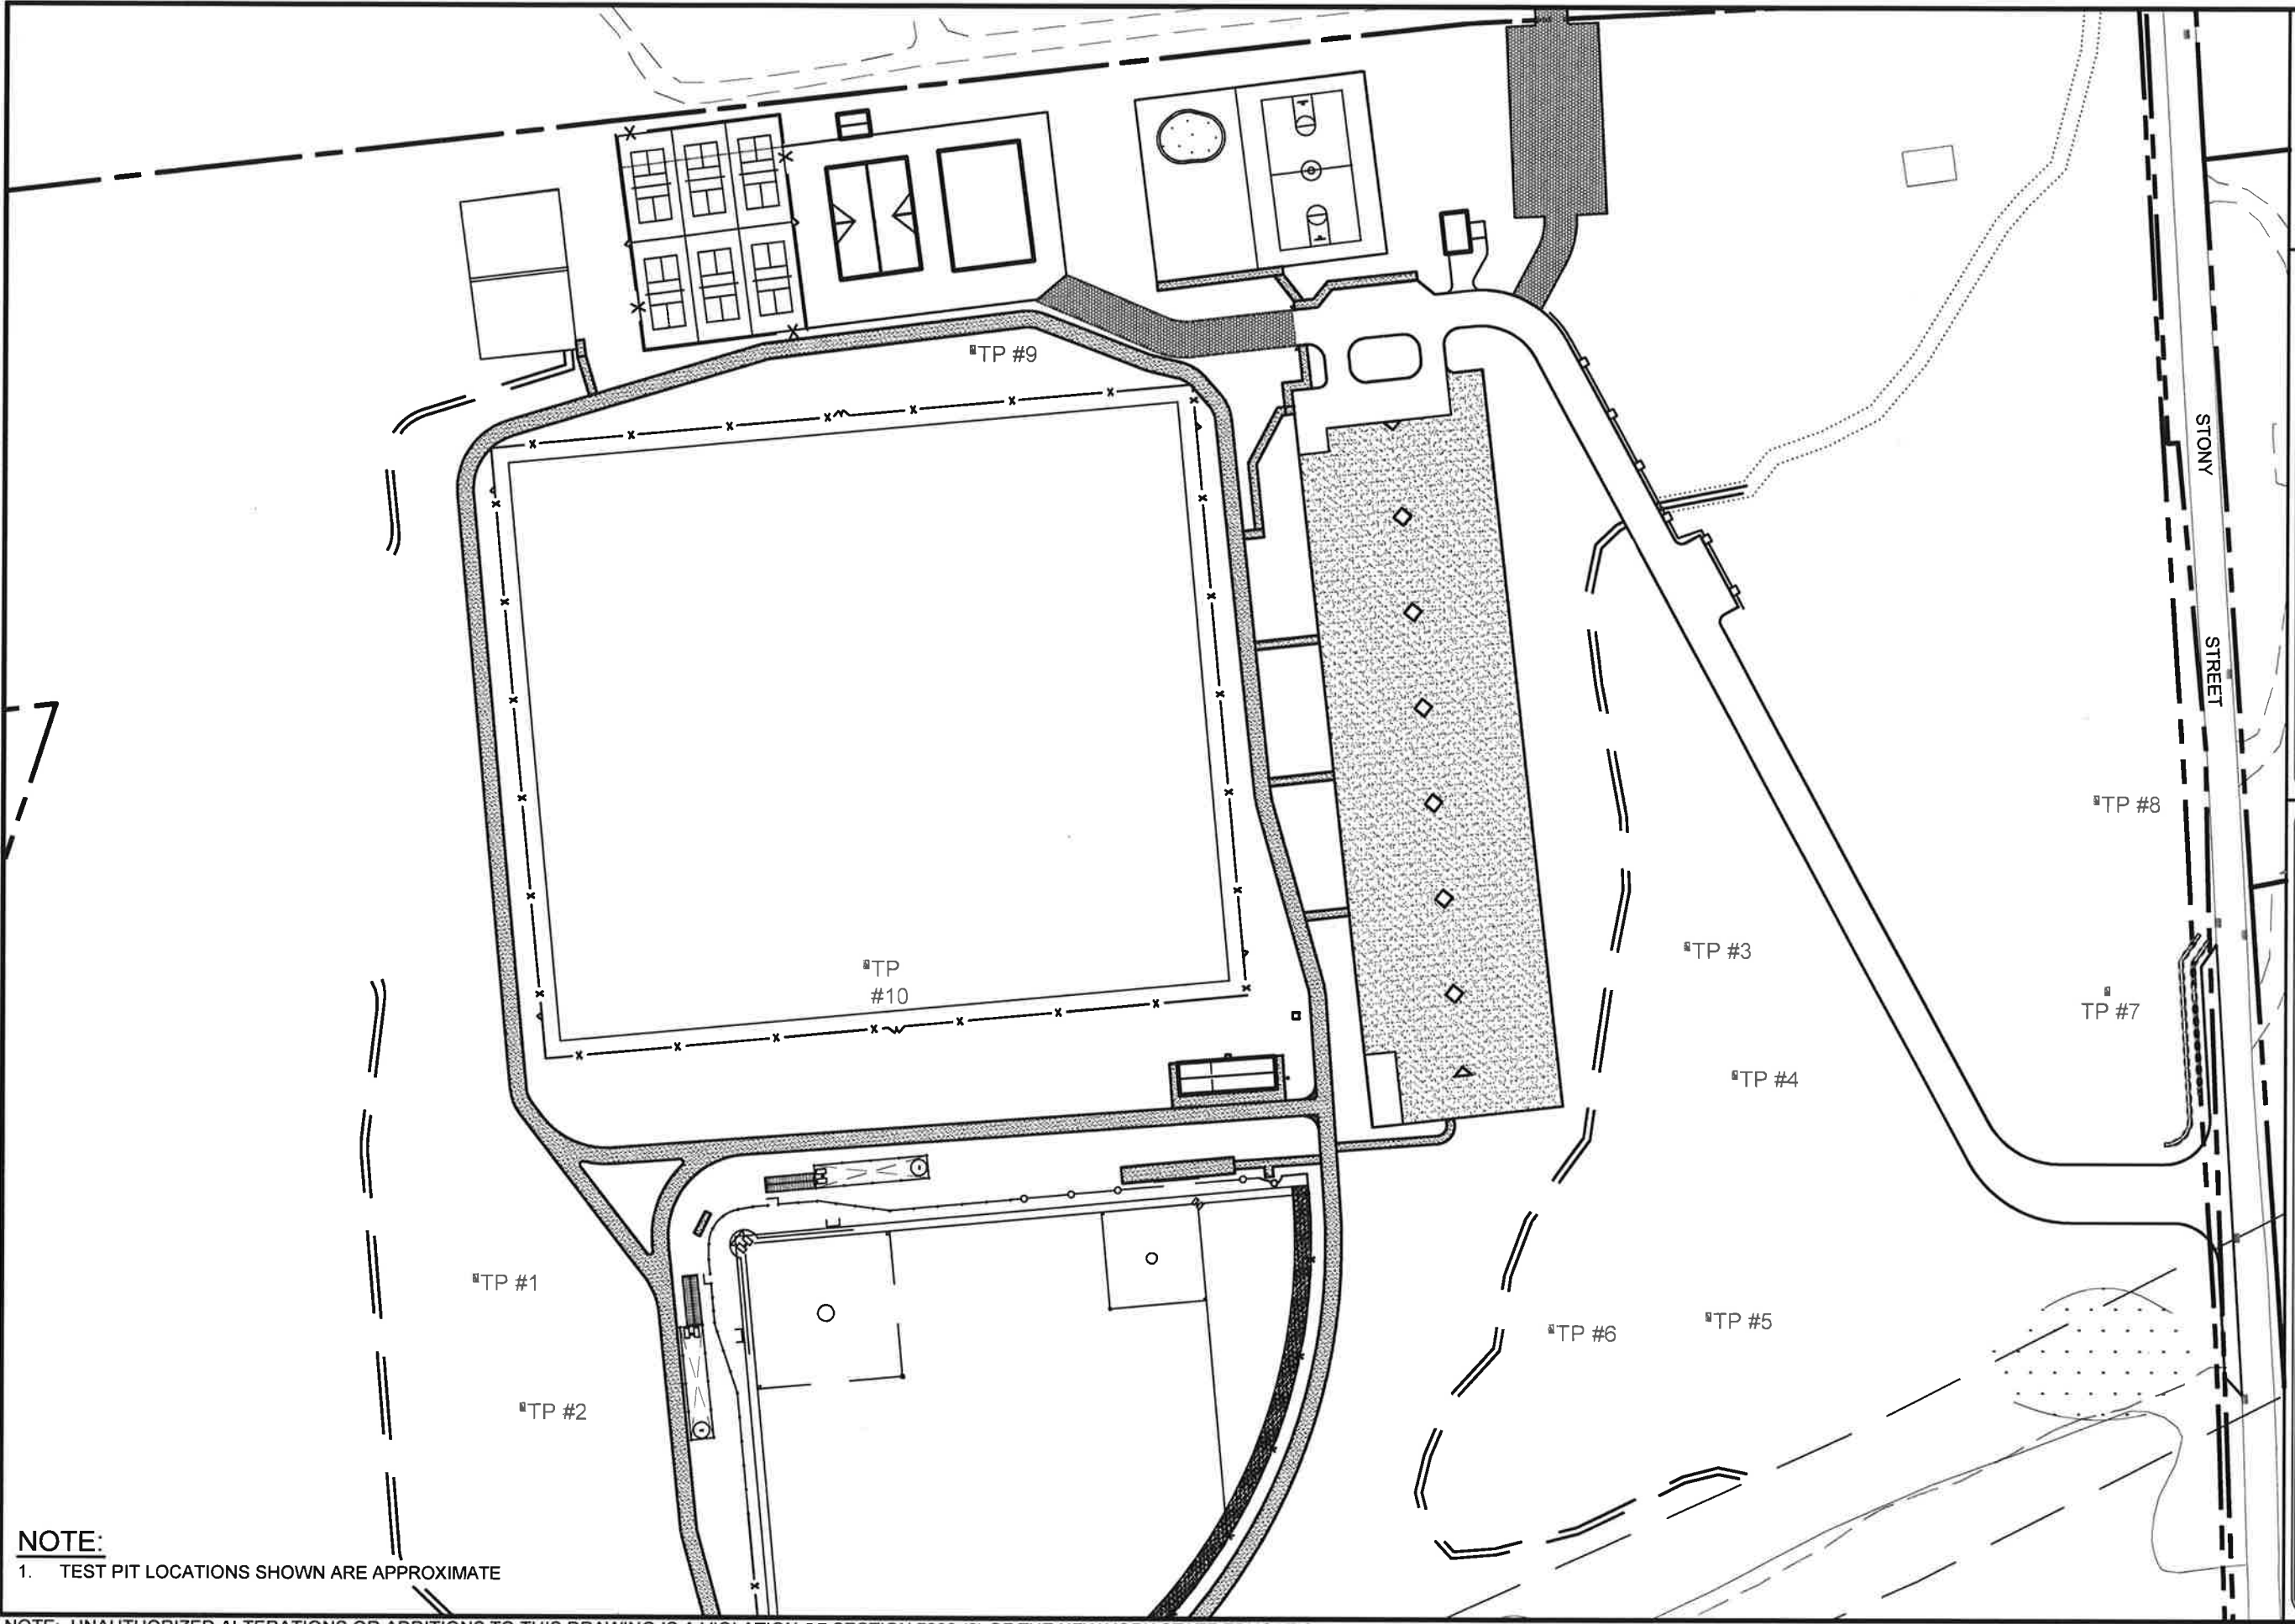 TP #9
STONY
STREET
TP #8
TP #3
TP
#10
TP #7
TP #4
TP #1
TP #5
TP #6
TP #2
NOTE:
1. TEST PIT LOCATIONS SHOWN ARE APPROXIMATE